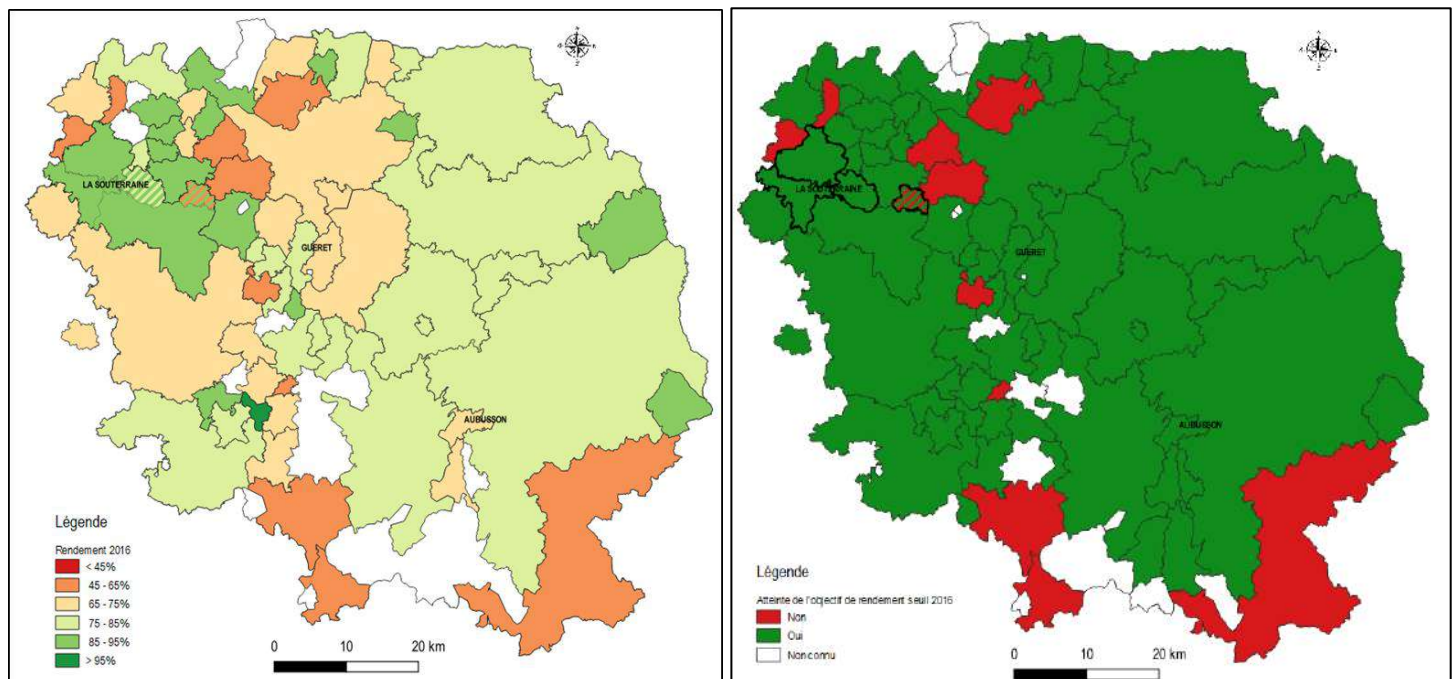 LA SOUTERRAINE
GUERET
AUBUSSON
Légende
Rendement 2016
< 45%
45 - 65%
65 - 75%
75 - 85%
85 - 95%
> 95%
0 10 20 km
LA SOUTERRAINE
GUERET
AUBUSSON
Légende
Atteinte de l'objectif de rendement seuil 2016
Non
Oui
Non connu
0 10 20 km